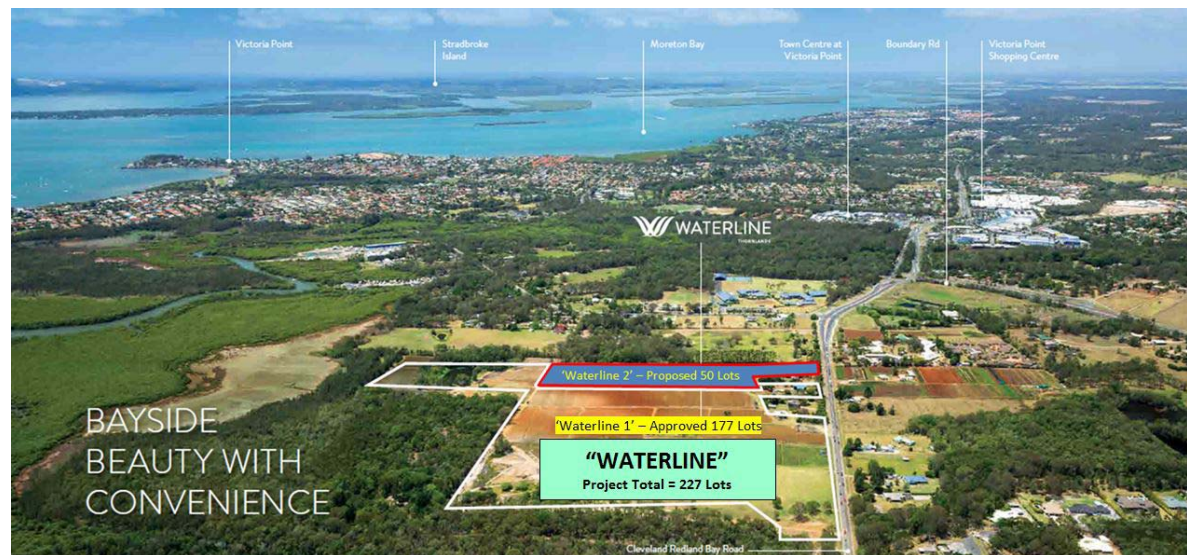 Victoria Point
Stradbroke
Island
Moreton Bay
Town Centre at
Victoria Point
Boundary Rd
Victoria Point
Shopping Centre
WATERLINE
THORNLANDS
'Waterline 2' – Proposed 50 Lots
'Waterline 1' – Approved 177 Lots
"WATERLINE"
Project Total = 227 Lots
BAYSIDE
BEAUTY WITH
CONVENIENCE
Cleveland Redland Bay Road